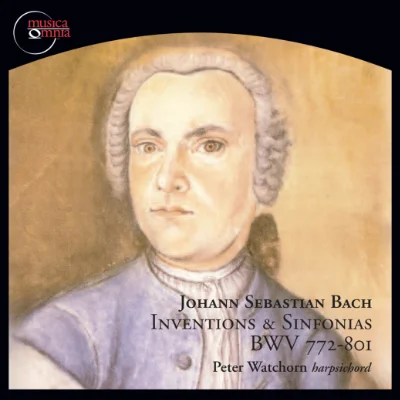 musica
Omnia
Johann Sebastian Bach
Inventions & Sinfonias
BWV 772-801
Peter Watchorn harpsichord